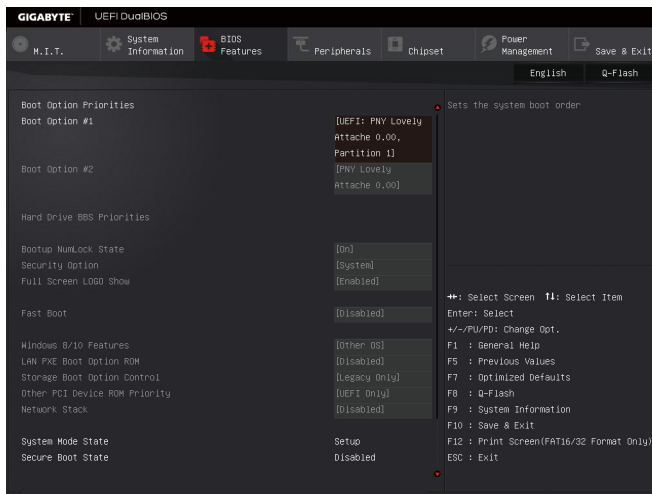 GIGABYTE™ UEFI DualBIOS
M.I.T.
System Information
BIOS Features
Peripherals
Chipset
Power Management
Save & Exit
English Q-Flash
Boot Option Priorities
Boot Option #1 [UEFI: PNY Lovely
Attache 0.00,
Partition 1]
Boot Option #2 [PNY Lovely
Attache 0.00]
Hard Drive BBS Priorities
Bootup NumLock State [On]
Security Option [System]
Full Screen LOGO Show [Enabled]
Fast Boot [Disabled]
Windows 8/10 Features [Other OS]
LAN PXE Boot Option ROM [Disabled]
Storage Boot Option Control [Legacy Only]
Other PCI Device ROM Priority [UEFI Only]
Network Stack [Disabled]
System Mode State Setup
Secure Boot State Disabled
Sets the system boot order
→←: Select Screen ↑↓: Select Item
Enter: Select
+/-/PU/PD: Change Opt.
F1 : General Help
F5 : Previous Values
F7 : Optimized Defaults
F8 : Q-Flash
F9 : System Information
F10 : Save & Exit
F12 : Print Screen(FAT16/32 Format Only)
ESC : Exit